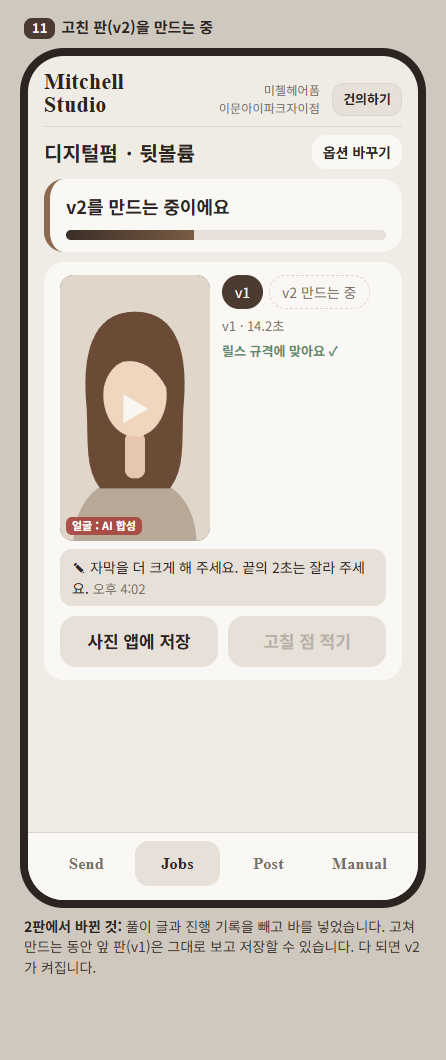 11 고친 판(v2)을 만드는 중
Mitchell
Studio
미젤헤어폼
이문아이파크자이점
건의하기
디지털펌 · 뒷볼륨
옵션 바꾸기
v2를 만드는 중이에요
v1
v2 만드는 중
v1 · 14.2초
릴스 규격에 맞아요 ✓
얼굴 : AI 합성
✏ 자막을 더 크게 해 주세요. 끝의 2초는 잘라 주세
요. 오후 4:02
사진 앱에 저장
고칠 점 적기
Send
Jobs
Post
Manual
2판에서 바뀐 것: 풀이 글과 진행 기록을 빼고 바를 넣었습니다. 고쳐
만드는 동안 앞 판(v1)은 그대로 보고 저장할 수 있습니다. 다 되면 v2
가 켜집니다.